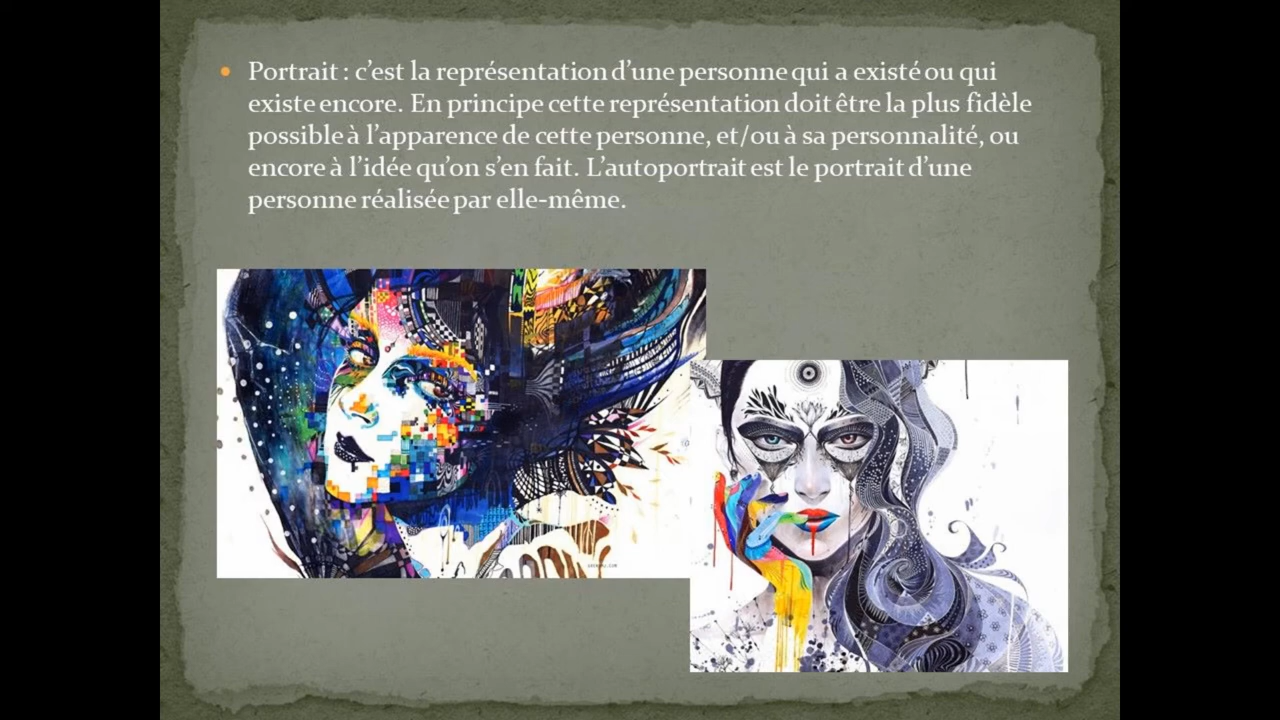 Portrait : c’est la représentation d’une personne qui a existé ou qui
existe encore. En principe cette représentation doit être la plus fidèle
possible à l’apparence de cette personne, et/ou à sa personnalité, ou
encore à l’idée qu’on s’en fait. L’autoportrait est le portrait d’une
personne réalisée par elle-même.